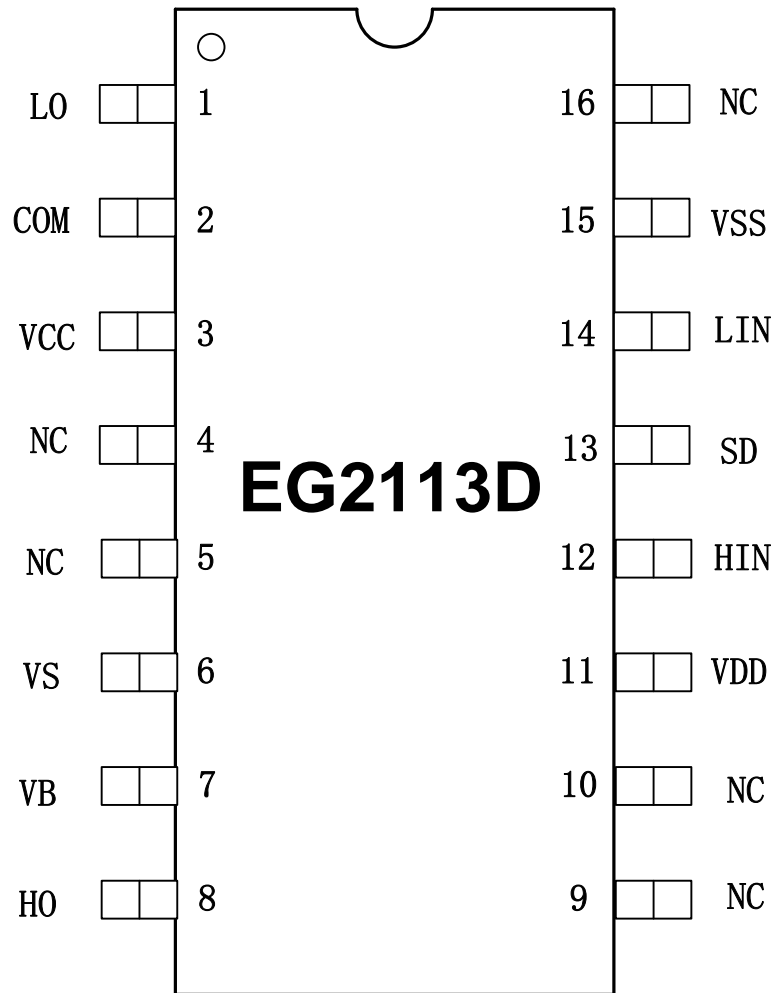 LO 1 16 NC
COM 2 15 VSS
VCC 3 14 LIN
NC 4 13 SD
EG2113D
NC 5 12 HIN
VS 6 11 VDD
VB 7 10 NC
HO 8 9 NC